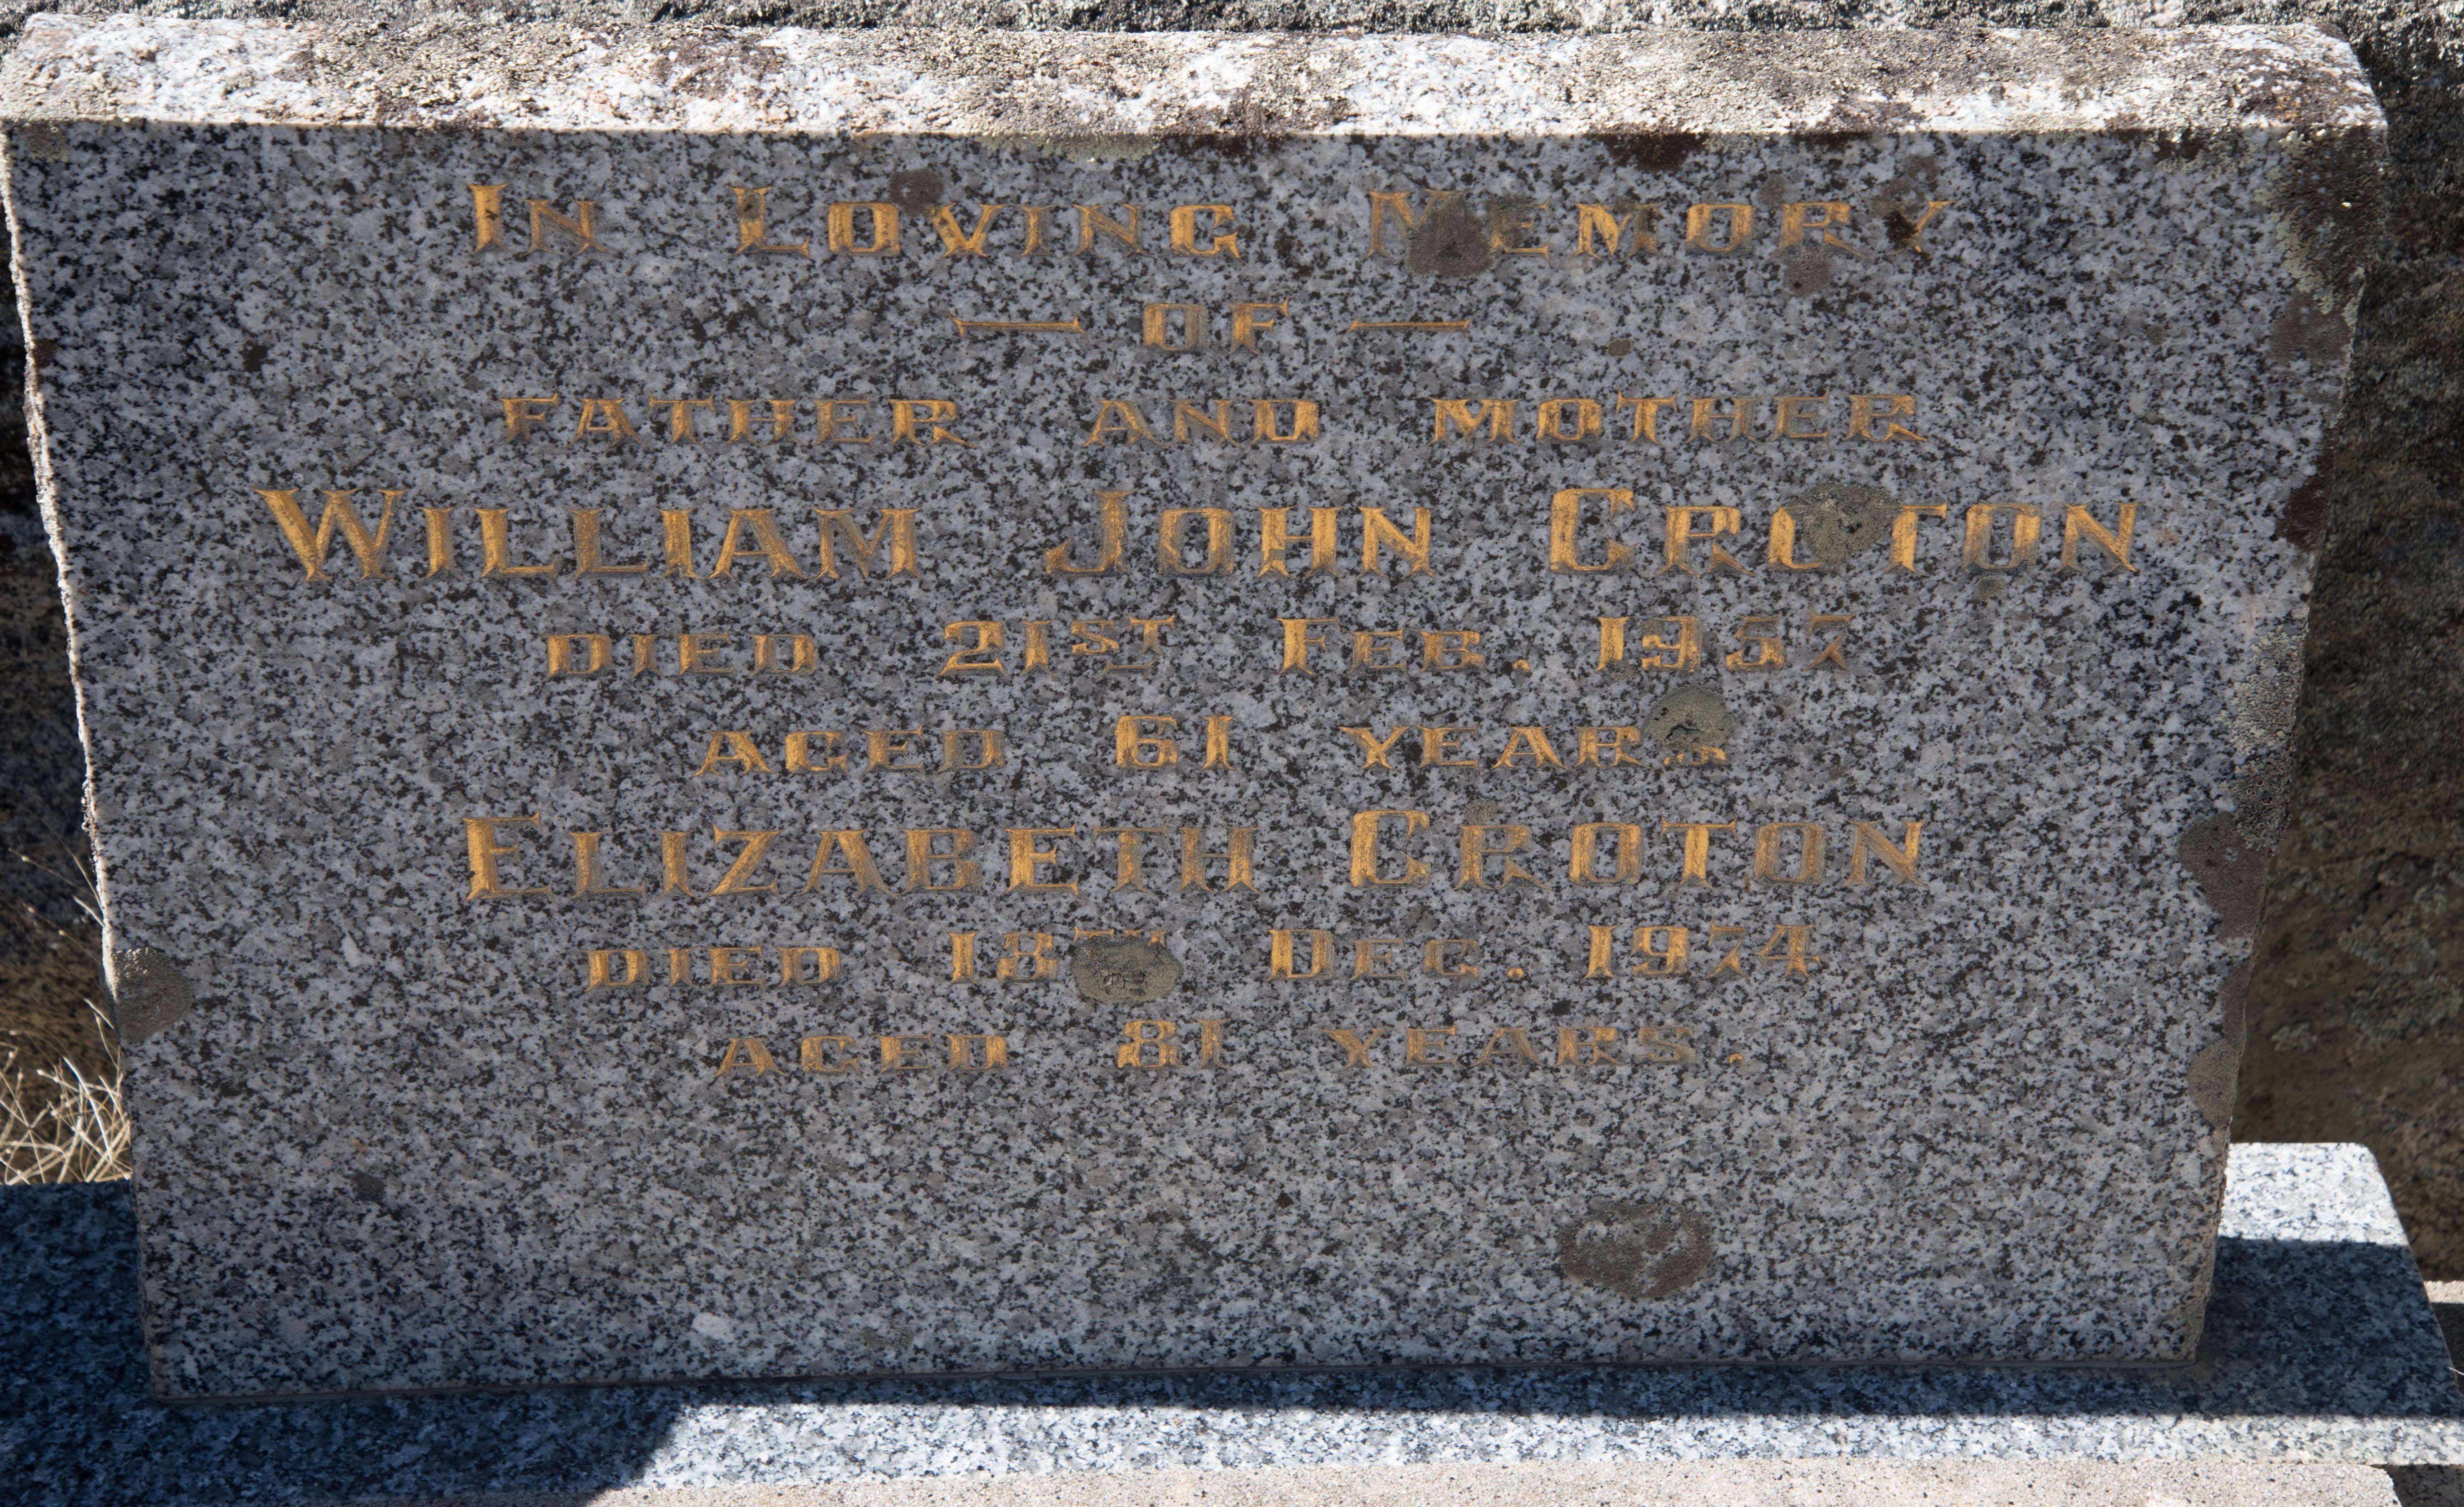 IN LOVING MEMORY
— OF —
FATHER AND MOTHER
WILLIAM JOHN CROTON
DIED 21ST FEB. 1957
AGED 61 YEARS
ELIZABETH CROTON
DIED 13TH DEC. 1974
AGED 81 YEARS.